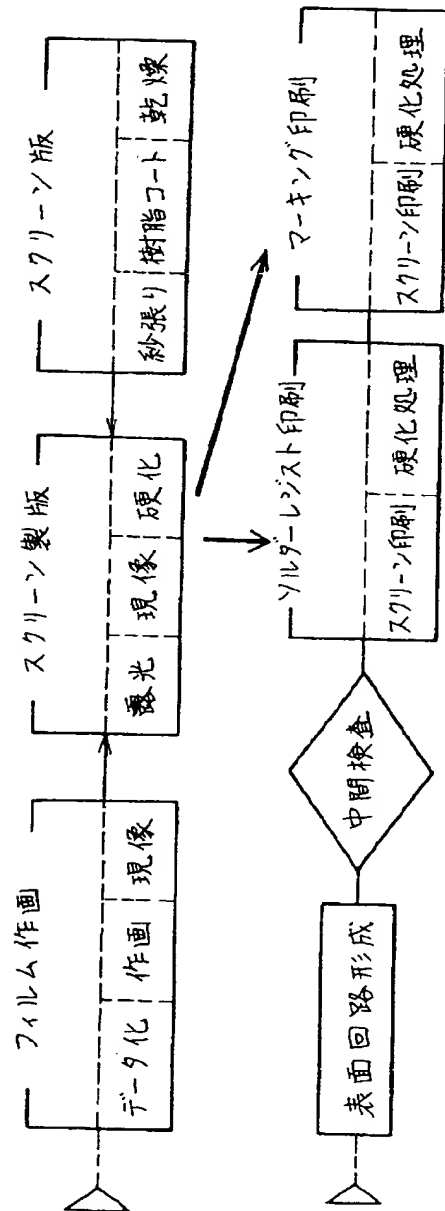 フィルム作画
データ化 作画 現像
スクリーン製版
露光 現像 硬化
スクリーン版
紗張り 樹脂コート 乾燥
表面回路形成
中間検査
ソルダーレジスト印刷
スクリーン印刷 硬化処理
マーキング印刷
スクリーン印刷 硬化処理